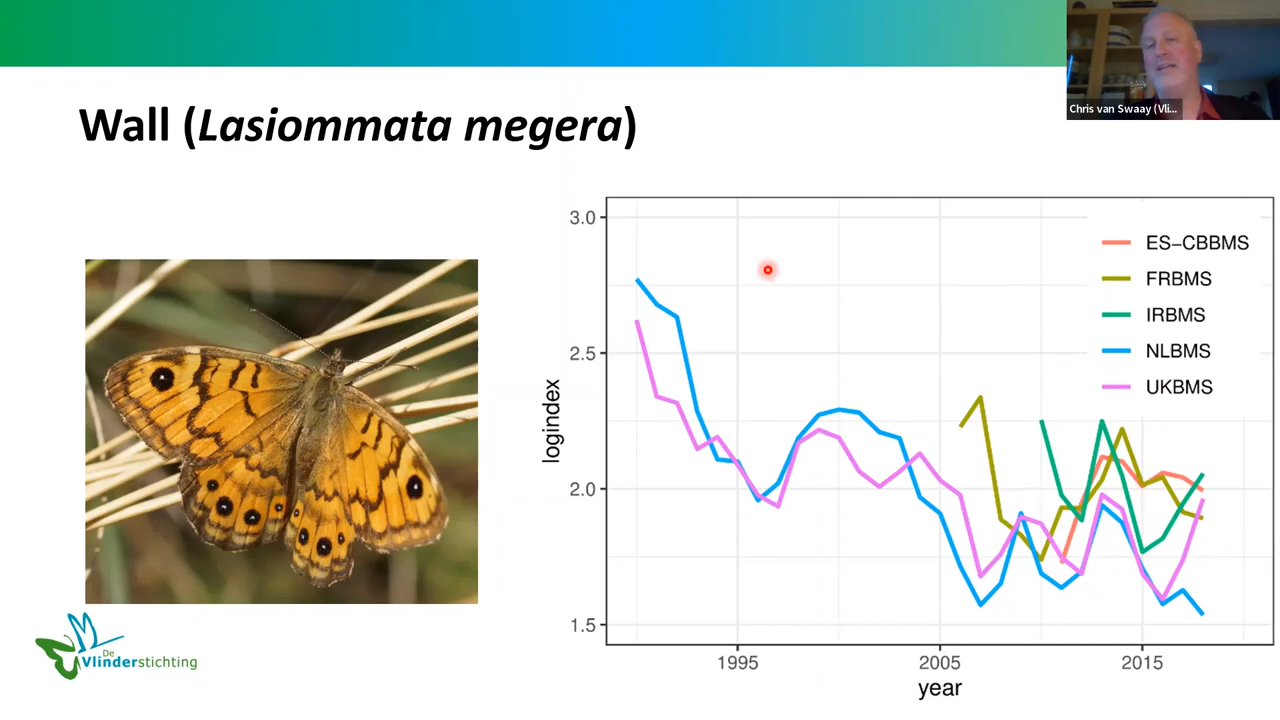 Chris van Swaay (Vli...
Wall (Lasiommata megera)
3.0
2.5
2.0
1.5
logindex
ES–CBBMS
FRBMS
IRBMS
NLBMS
UKBMS
1995
2005
2015
year
De
Vlinderstichting